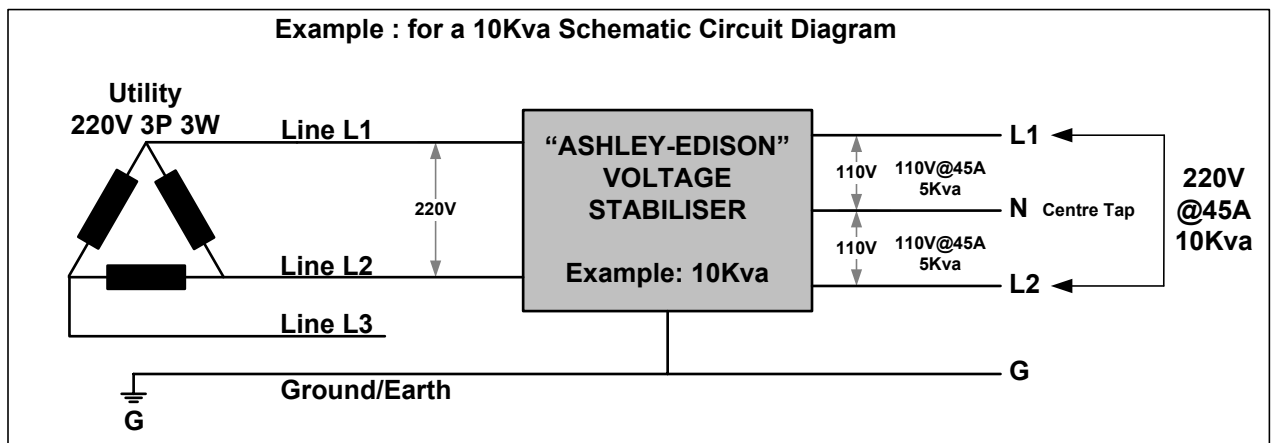 Example : for a 10Kva Schematic Circuit Diagram
Utility
220V 3P 3W
Line L1
220V
Line L2
Line L3
Ground/Earth
G
“ASHLEY-EDISON”
VOLTAGE
STABILISER
Example: 10Kva
L1
110V
110V@45A
5Kva
N Centre Tap
110V
110V@45A
5Kva
L2
220V
@45A
10Kva
G